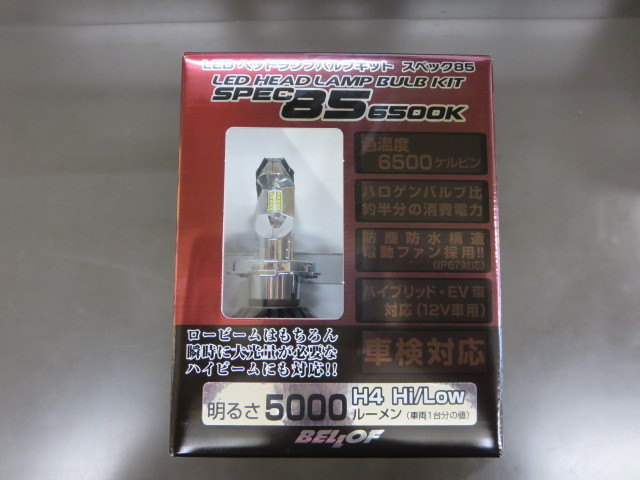 LED ヘッドランプバルブキット スペック85
LED HEAD LAMP BULB KIT
SPEC 85 6500K
色温度
6500ケルビン
ハロゲンバルブ比
約半分の消費電力
防塵防水構造
電動ファン採用!!
(IP67対応)
ハイブリッド・EV車
対応(12V車用)
車検対応
ロービームはもちろん
瞬時に大光量が必要な
ハイビームにも対応!!
H4 Hi/Low
明るさ5000ルーメン(車両1台分の値)
BELLOF